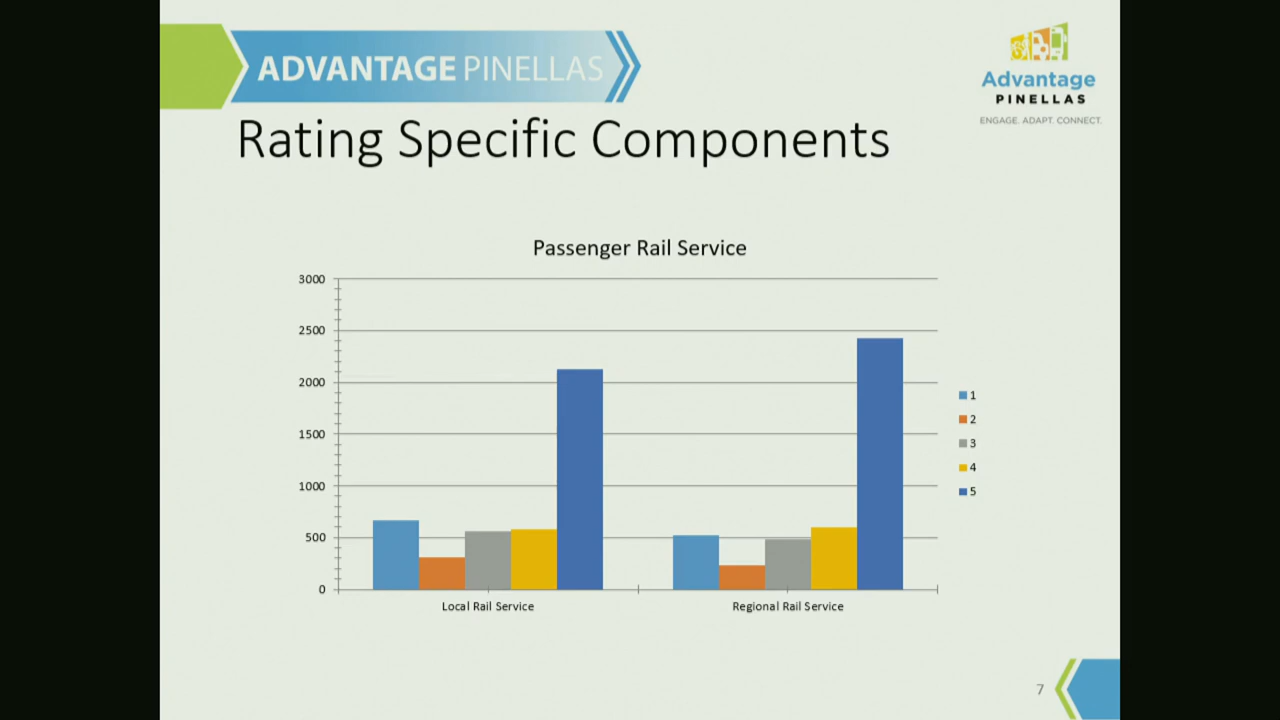 ADVANTAGE PINELLAS
Advantage
PINELLAS
ENGAGE. ADAPT. CONNECT.
Rating Specific Components
Passenger Rail Service
3000
2500
2000
1500
1000
500
0
Local Rail Service
Regional Rail Service
1
2
3
4
5
7